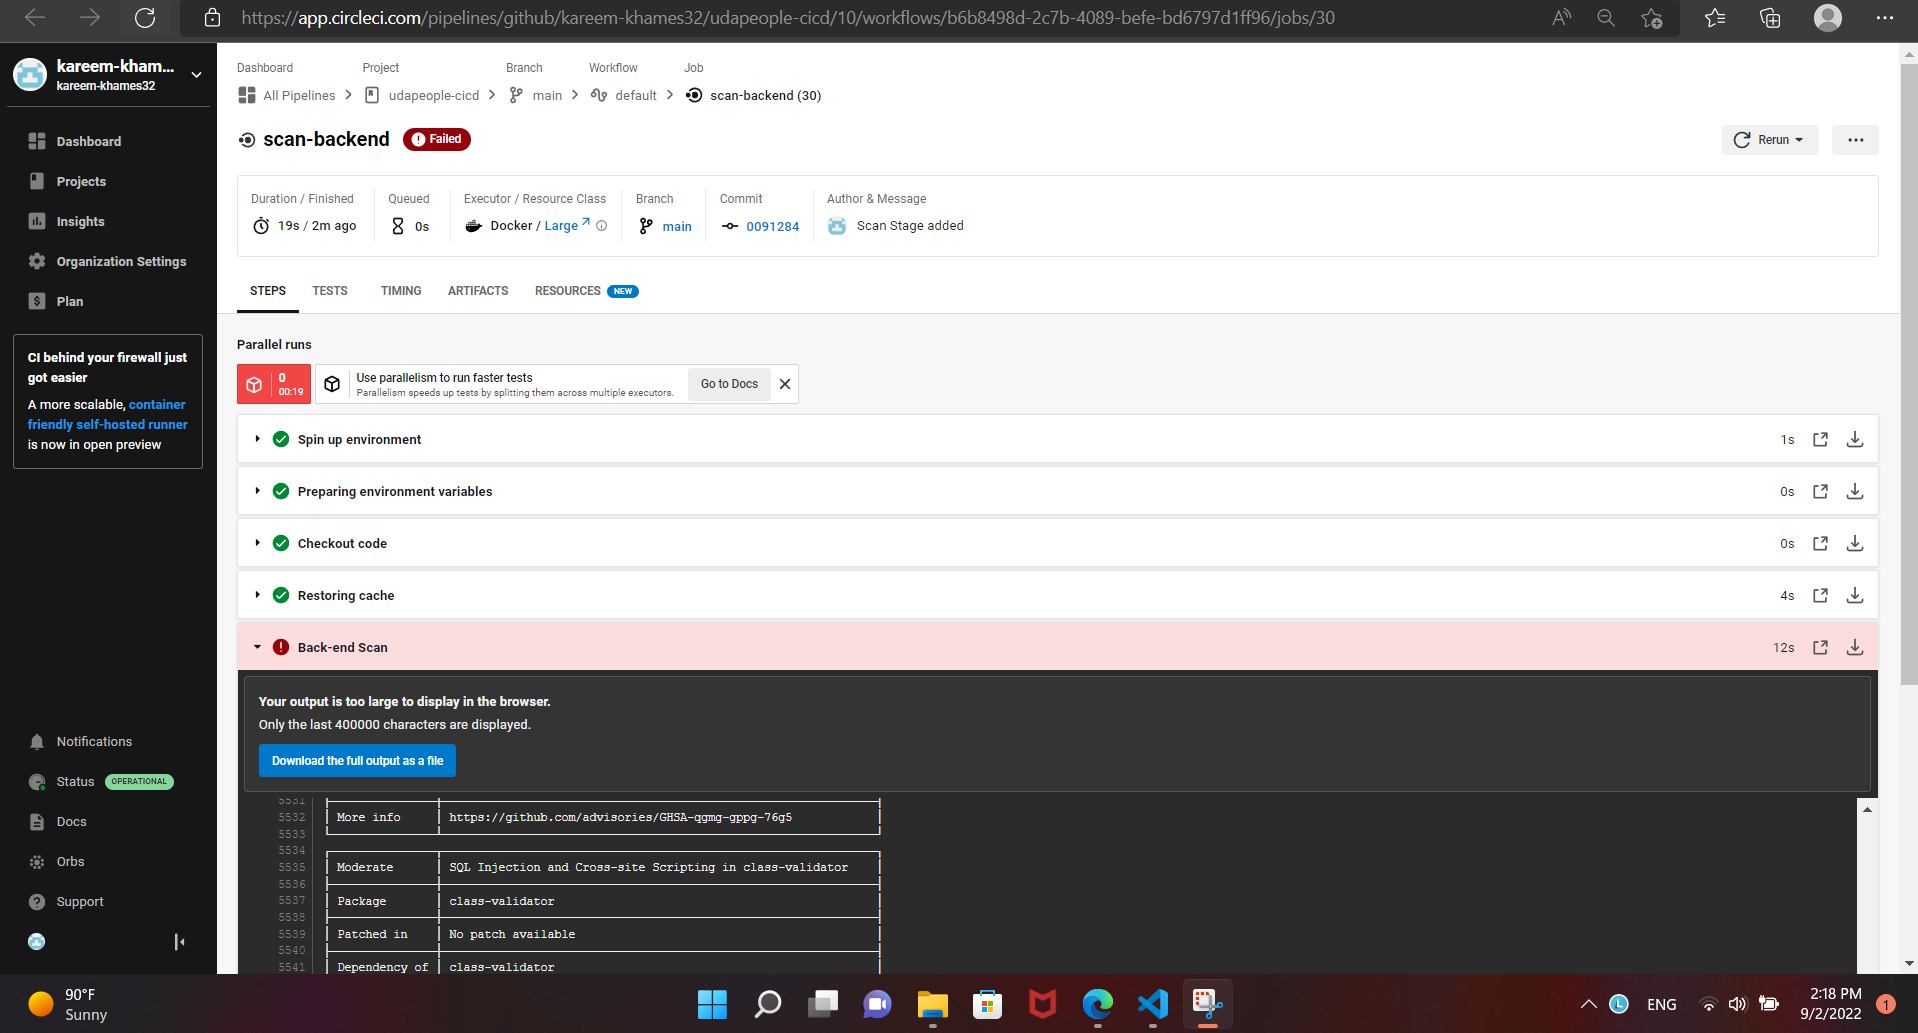 https://app.circleci.com/pipelines/github/kareem-khames32/udapeople-cicd/10/workflows/b6b8498d-2c7b-4089-befe-bd6797d1ff96/jobs/30
kareem-kham...
kareem-khames32
Dashboard
Projects
Insights
Organization Settings
Plan
CI behind your firewall just
got easier
A more scalable, container
friendly self-hosted runner
is now in open preview
Notifications
Status OPERATIONAL
Docs
Orbs
Support
Dashboard Project Branch Workflow Job
All Pipelines udapeople-cicd main default scan-backend (30)
scan-backend Failed
Rerun
Duration / Finished Queued Executor / Resource Class Branch Commit Author & Message
19s / 2m ago 0s Docker / Large main 0091284 Scan Stage added
STEPS TESTS TIMING ARTIFACTS RESOURCES NEW
Parallel runs
0
00:19
Use parallelism to run faster tests
Parallelism speeds up tests by splitting them across multiple executors.
Go to Docs
Spin up environment 1s
Preparing environment variables 0s
Checkout code 0s
Restoring cache 4s
Back-end Scan 12s
Your output is too large to display in the browser.
Only the last 400000 characters are displayed.
Download the full output as a file
5531
5532 More info https://github.com/advisories/GHSA-qgmg-gppg-76g5
5533
5534
5535 Moderate SQL Injection and Cross-site Scripting in class-validator
5536
5537 Package class-validator
5538
5539 Patched in No patch available
5540
5541 Dependency of class-validator
90°F
Sunny
L
ENG
2:18 PM
9/2/2022
1